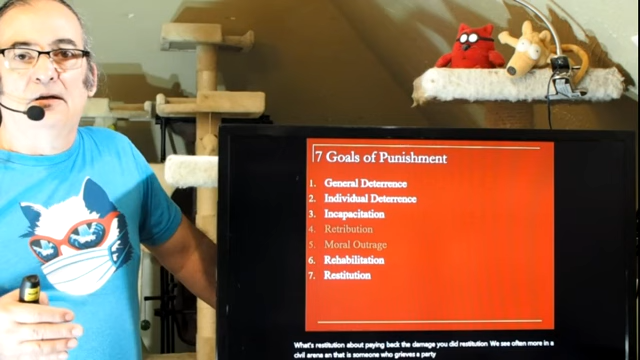 7 Goals of Punishment
1. General Deterrence
2. Individual Deterrence
3. Incapacitation
4. Retribution
5. Moral Outrage
6. Rehabilitation
7. Restitution
What's restitution about paying back the damage you did restitution We see often more in a
civil arena an that is someone who grieves a party